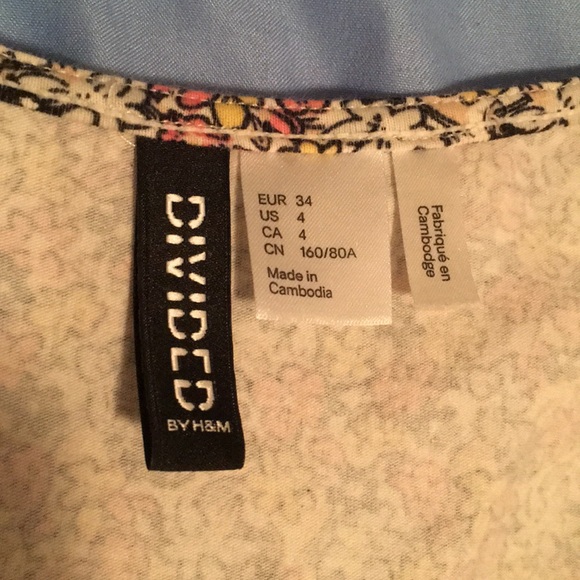 DIVIDED
BY H&M
EUR 34
US 4
CA 4
CN 160/80A
Made in
Cambodia
Fabriqué en
Cambodge